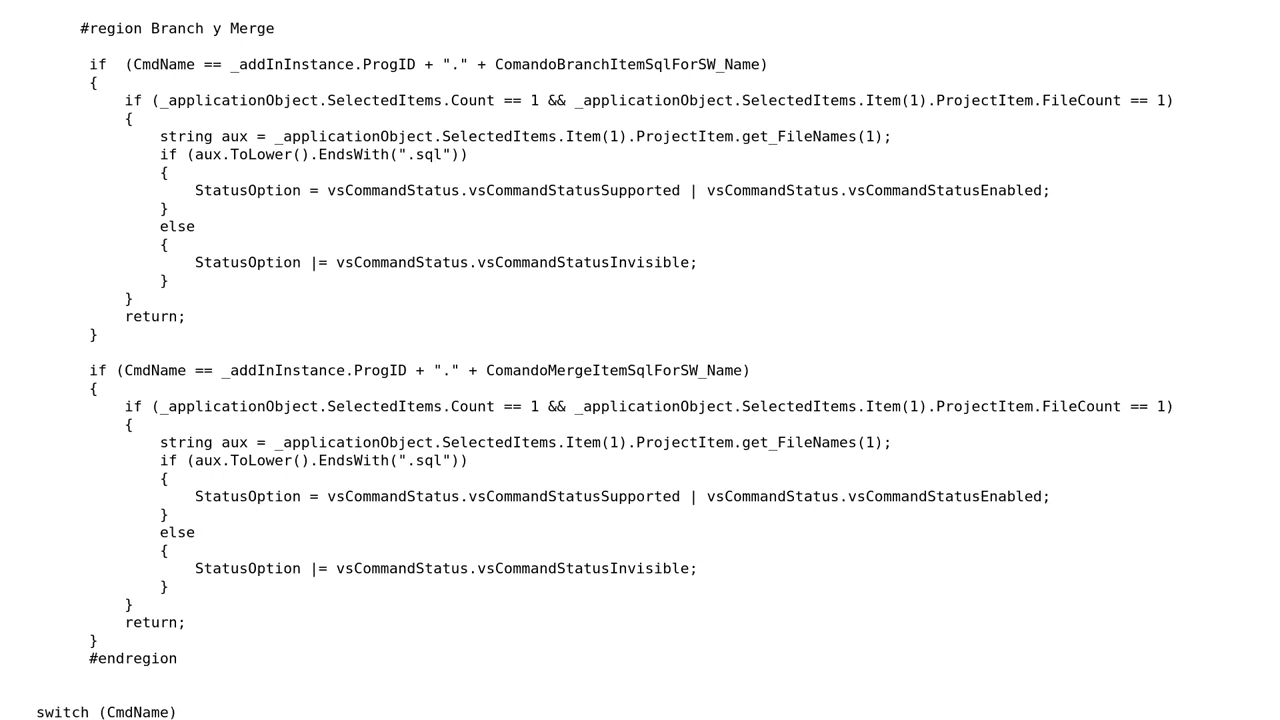 #region Branch y Merge
if  (CmdName == _addInInstance.ProgID + "." + ComandoBranchItemSqlForSW_Name)
{
if (_applicationObject.SelectedItems.Count == 1 && _applicationObject.SelectedItems.Item(1).ProjectItem.FileCount == 1)
{
string aux = _applicationObject.SelectedItems.Item(1).ProjectItem.get_FileNames(1);
if (aux.ToLower().EndsWith(".sql"))
{
StatusOption = vsCommandStatus.vsCommandStatusSupported | vsCommandStatus.vsCommandStatusEnabled;
}
else
{
StatusOption |= vsCommandStatus.vsCommandStatusInvisible;
}
}
return;
}
if (CmdName == _addInInstance.ProgID + "." + ComandoMergeItemSqlForSW_Name)
{
if (_applicationObject.SelectedItems.Count == 1 && _applicationObject.SelectedItems.Item(1).ProjectItem.FileCount == 1)
{
string aux = _applicationObject.SelectedItems.Item(1).ProjectItem.get_FileNames(1);
if (aux.ToLower().EndsWith(".sql"))
{
StatusOption = vsCommandStatus.vsCommandStatusSupported | vsCommandStatus.vsCommandStatusEnabled;
}
else
{
StatusOption |= vsCommandStatus.vsCommandStatusInvisible;
}
}
return;
}
#endregion
switch (CmdName)